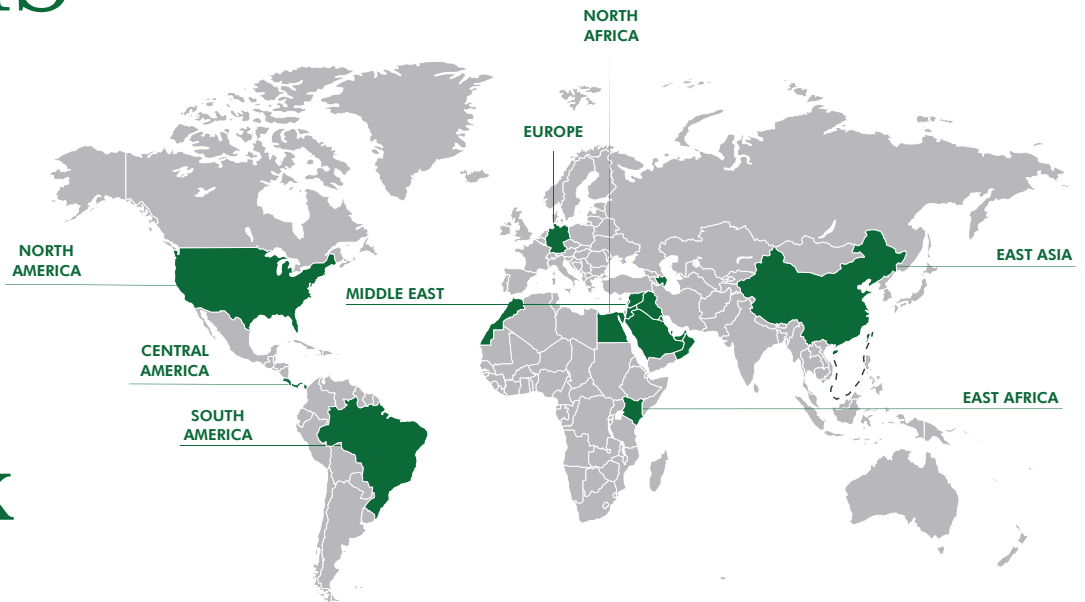 NORTH
AFRICA
EUROPE
NORTH
AMERICA
EAST ASIA
MIDDLE EAST
CENTRAL
AMERICA
EAST AFRICA
SOUTH
AMERICA